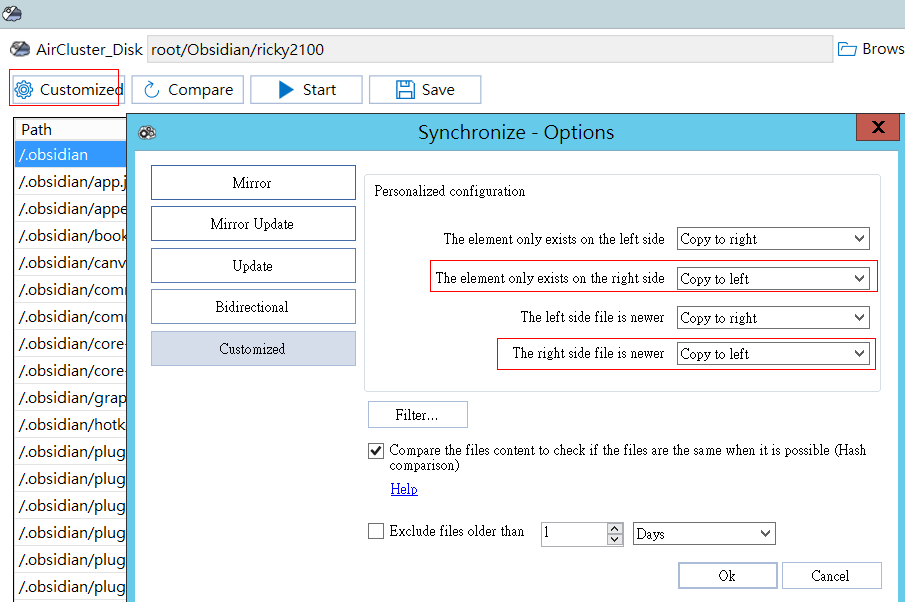 AirCluster_Disk root/Obsidian/ricky2100 Brows
Customized Compare Start Save
Path
/.obsidian
/.obsidian/app.j
/.obsidian/appe
/.obsidian/book
/.obsidian/canv
/.obsidian/comr
/.obsidian/comr
/.obsidian/core-
/.obsidian/core-
/.obsidian/grap
/.obsidian/hotk
/.obsidian/plug
/.obsidian/plug
/.obsidian/plug
/.obsidian/plug
/.obsidian/plug
/.obsidian/plug
Synchronize - Options
X
Mirror
Mirror Update
Update
Bidirectional
Customized
Personalized configuration
The element only exists on the left side Copy to right
The element only exists on the right side Copy to left
The left side file is newer Copy to right
The right side file is newer Copy to left
Filter...
Compare the files content to check if the files are the same when it is possible (Hash
comparison)
Help
Exclude files older than 1 Days
Ok Cancel